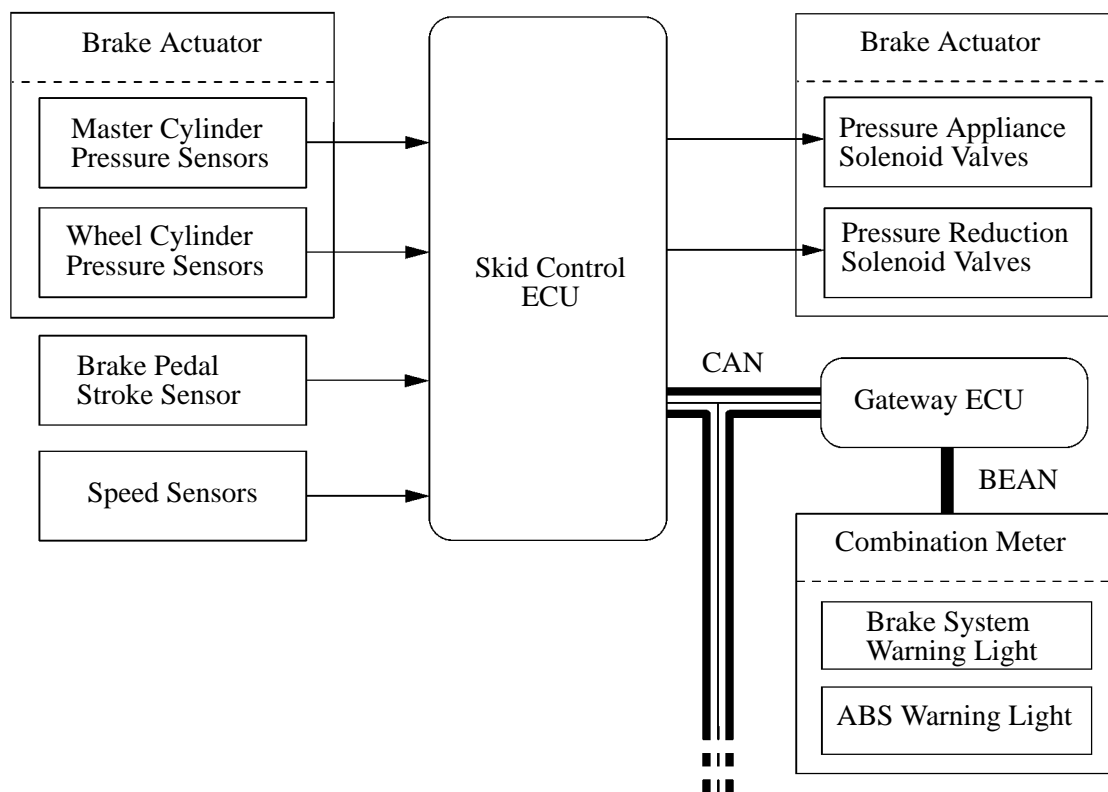 Brake Actuator
Master Cylinder
Pressure Sensors
Wheel Cylinder
Pressure Sensors
Brake Pedal
Stroke Sensor
Speed Sensors
Skid Control
ECU
Brake Actuator
Pressure Appliance
Solenoid Valves
Pressure Reduction
Solenoid Valves
CAN
Gateway ECU
BEAN
Combination Meter
Brake System
Warning Light
ABS Warning Light